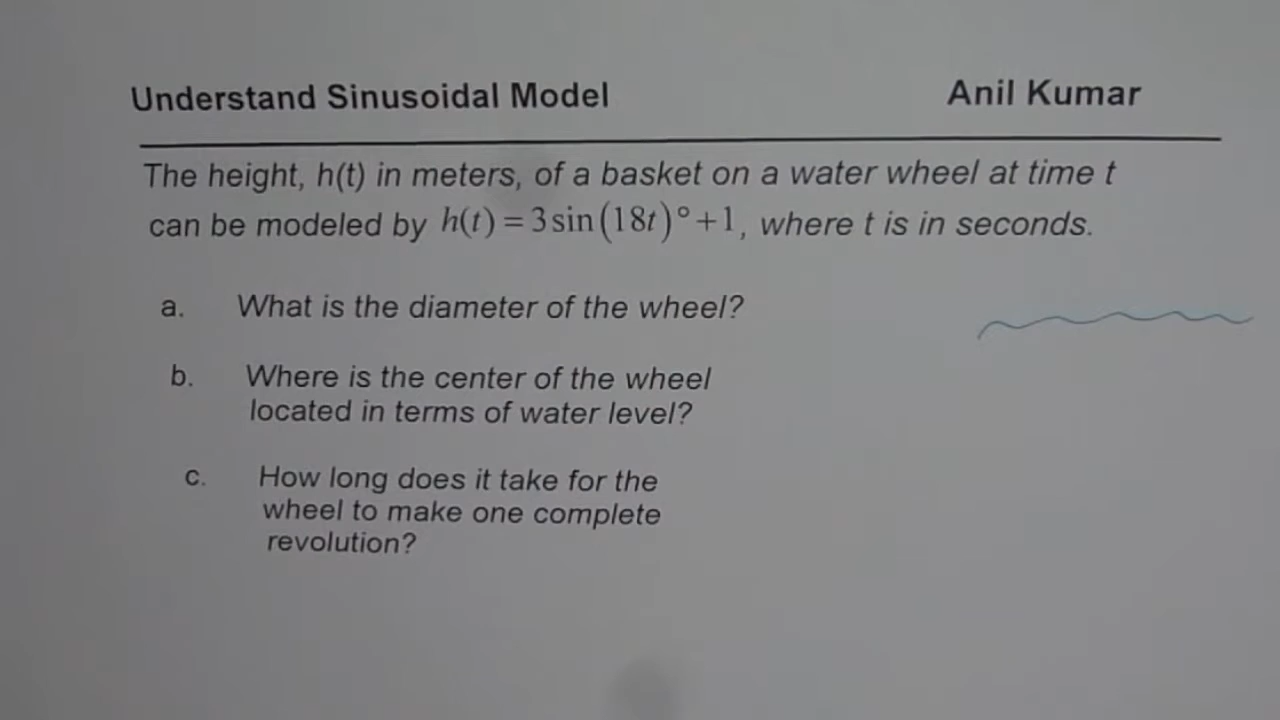 Understand Sinusoidal Model Anil Kumar
The height, h(t) in meters, of a basket on a water wheel at time t
can be modeled by h(t) = 3 sin(18t)° + 1, where t is in seconds.
a. What is the diameter of the wheel?
b. Where is the center of the wheel
located in terms of water level?
c. How long does it take for the
wheel to make one complete
revolution?